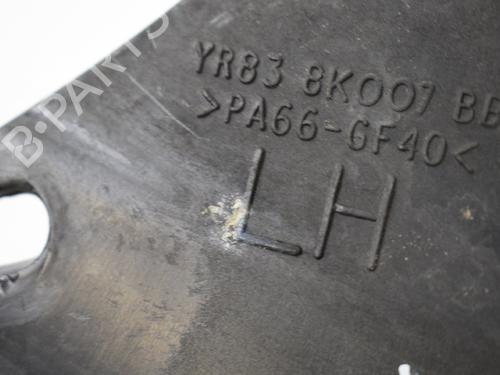 B-PARTS
YR83 8K007 BB
>PA66-GF40<
LH